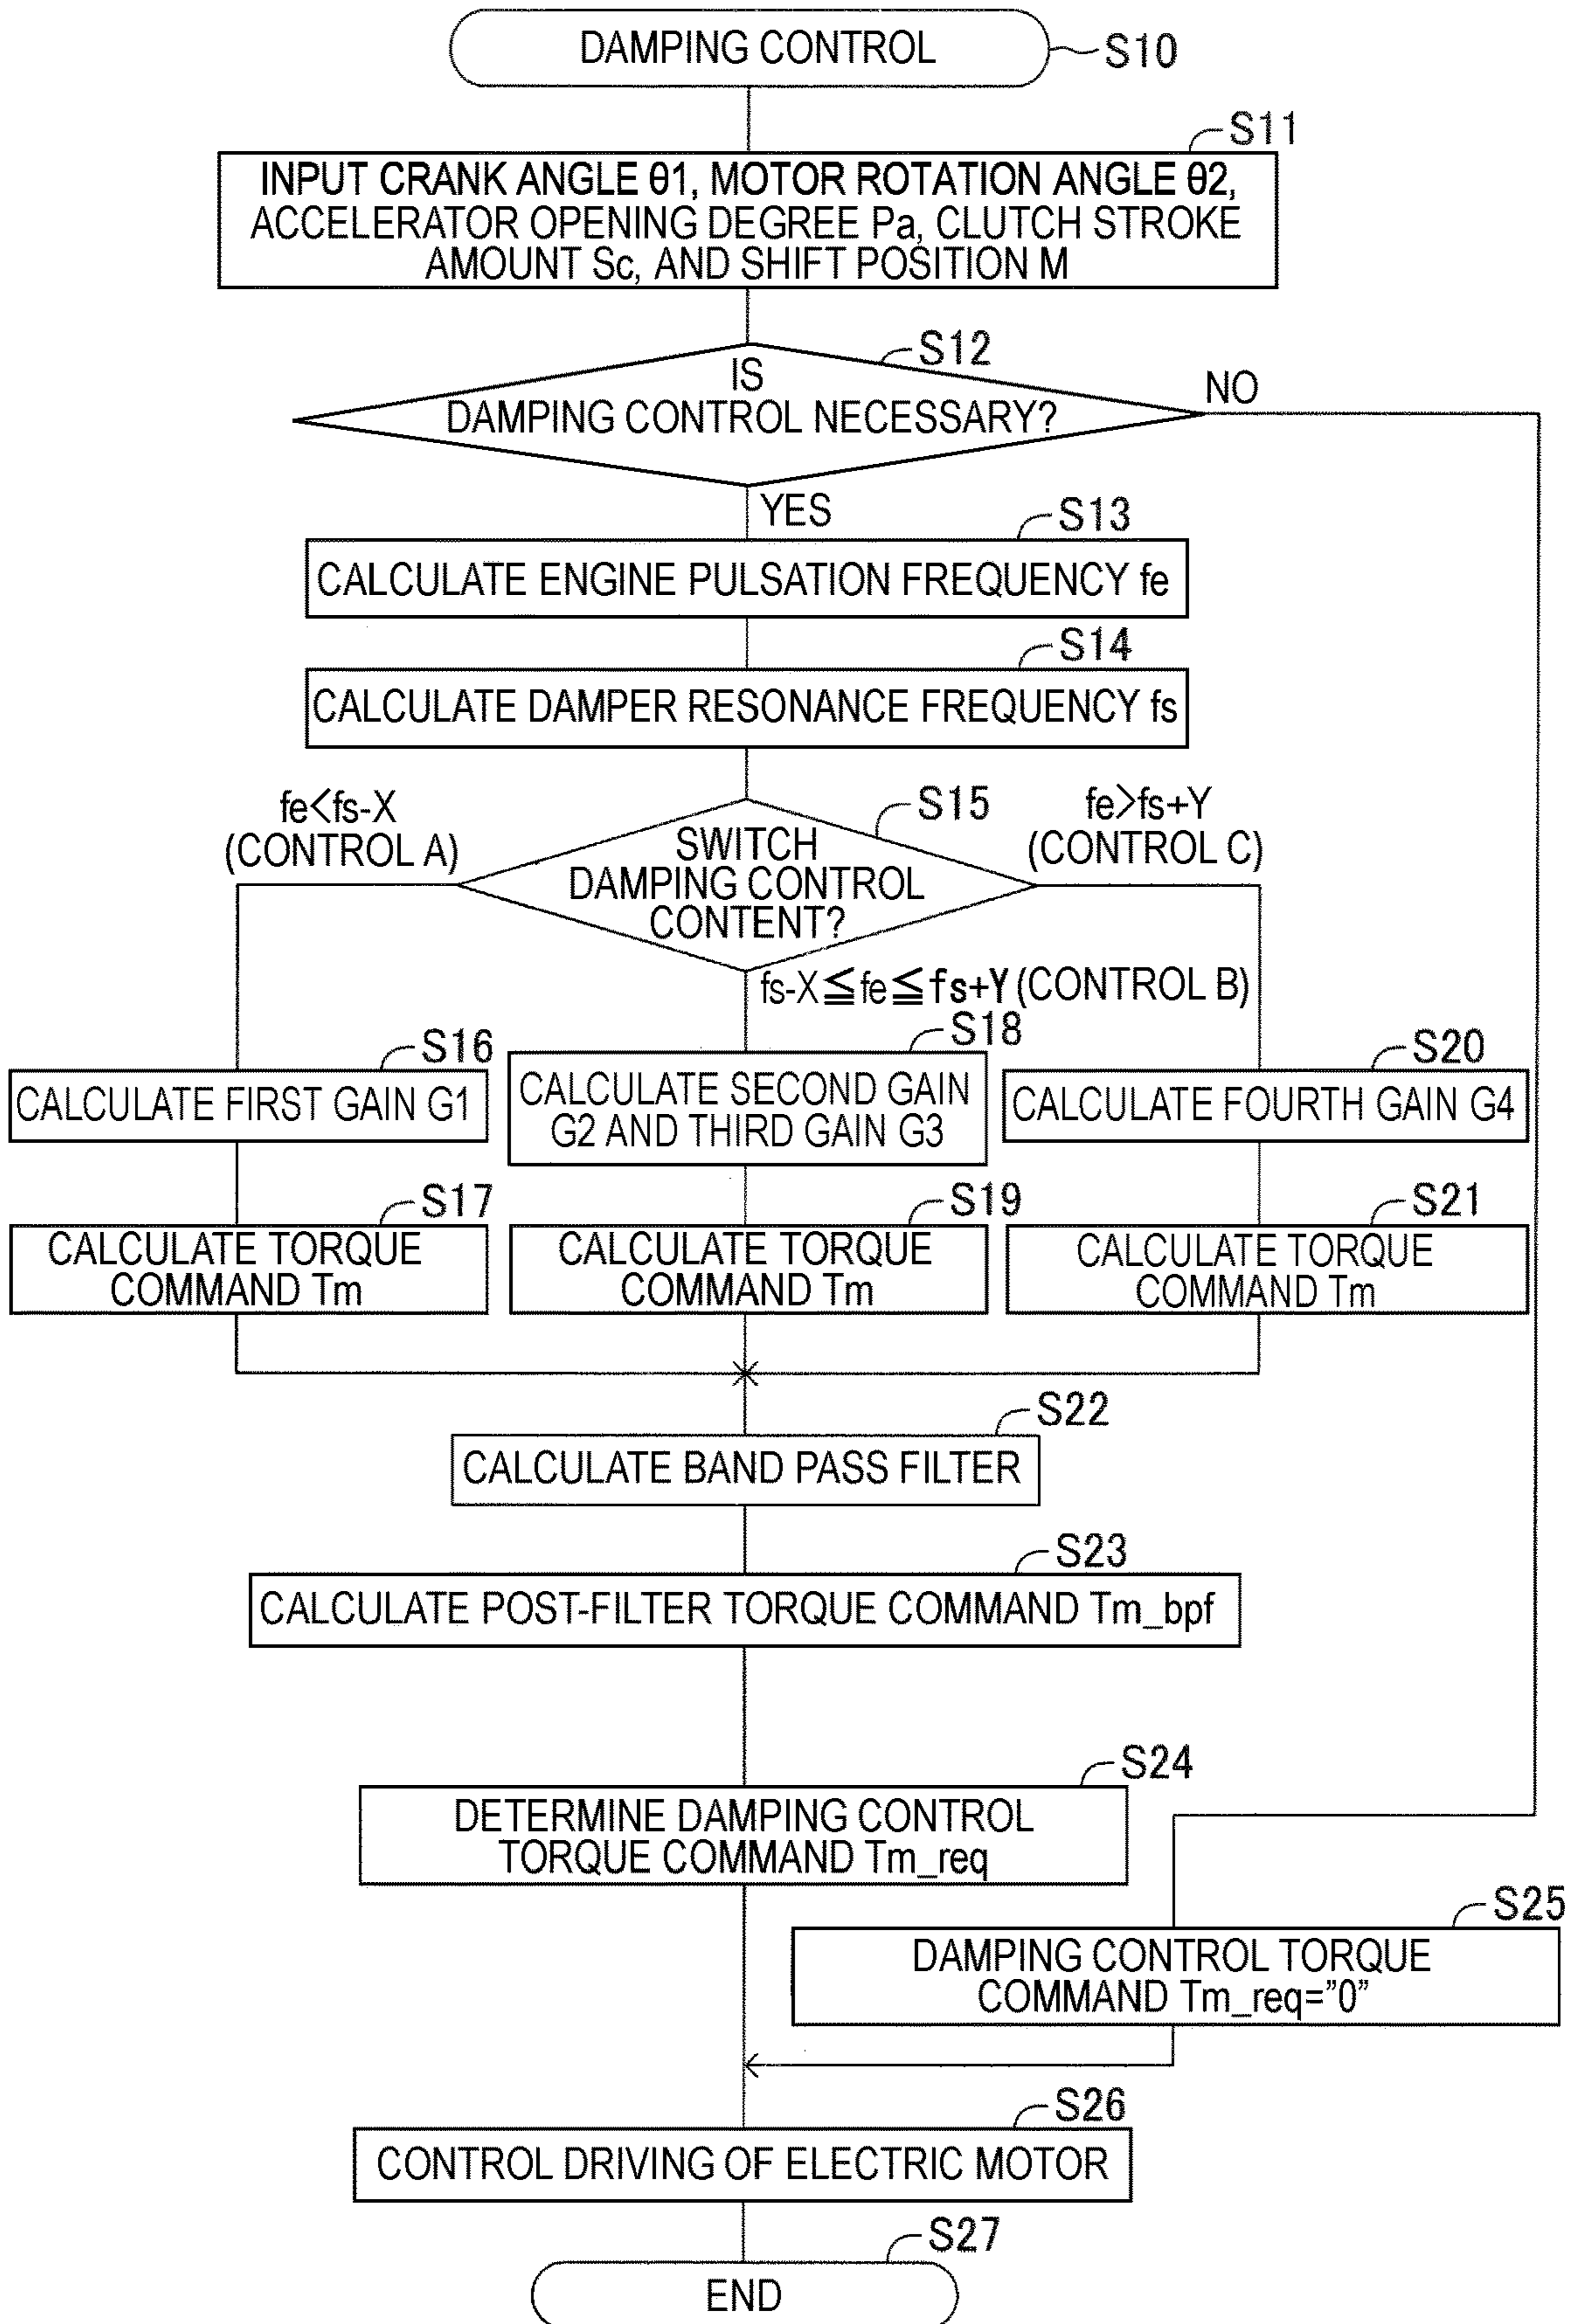 DAMPING CONTROL
S10
S11
INPUT CRANK ANGLE θ1, MOTOR ROTATION ANGLE θ2,
ACCELERATOR OPENING DEGREE Pa, CLUTCH STROKE
AMOUNT Sc, AND SHIFT POSITION M
S12
IS
DAMPING CONTROL NECESSARY?
NO
YES
S13
CALCULATE ENGINE PULSATION FREQUENCY fe
S14
CALCULATE DAMPER RESONANCE FREQUENCY fs
fe<fs-X
(CONTROL A)
S15
SWITCH
DAMPING CONTROL
CONTENT?
fe>fs+Y
(CONTROL C)
fs-X≦fe≦fs+Y (CONTROL B)
S16
CALCULATE FIRST GAIN G1
S18
CALCULATE SECOND GAIN
G2 AND THIRD GAIN G3
S20
CALCULATE FOURTH GAIN G4
S17
CALCULATE TORQUE
COMMAND Tm
S19
CALCULATE TORQUE
COMMAND Tm
S21
CALCULATE TORQUE
COMMAND Tm
S22
CALCULATE BAND PASS FILTER
S23
CALCULATE POST-FILTER TORQUE COMMAND Tm_bpf
S24
DETERMINE DAMPING CONTROL
TORQUE COMMAND Tm_req
S25
DAMPING CONTROL TORQUE
COMMAND Tm_req=”0”
S26
CONTROL DRIVING OF ELECTRIC MOTOR
S27
END